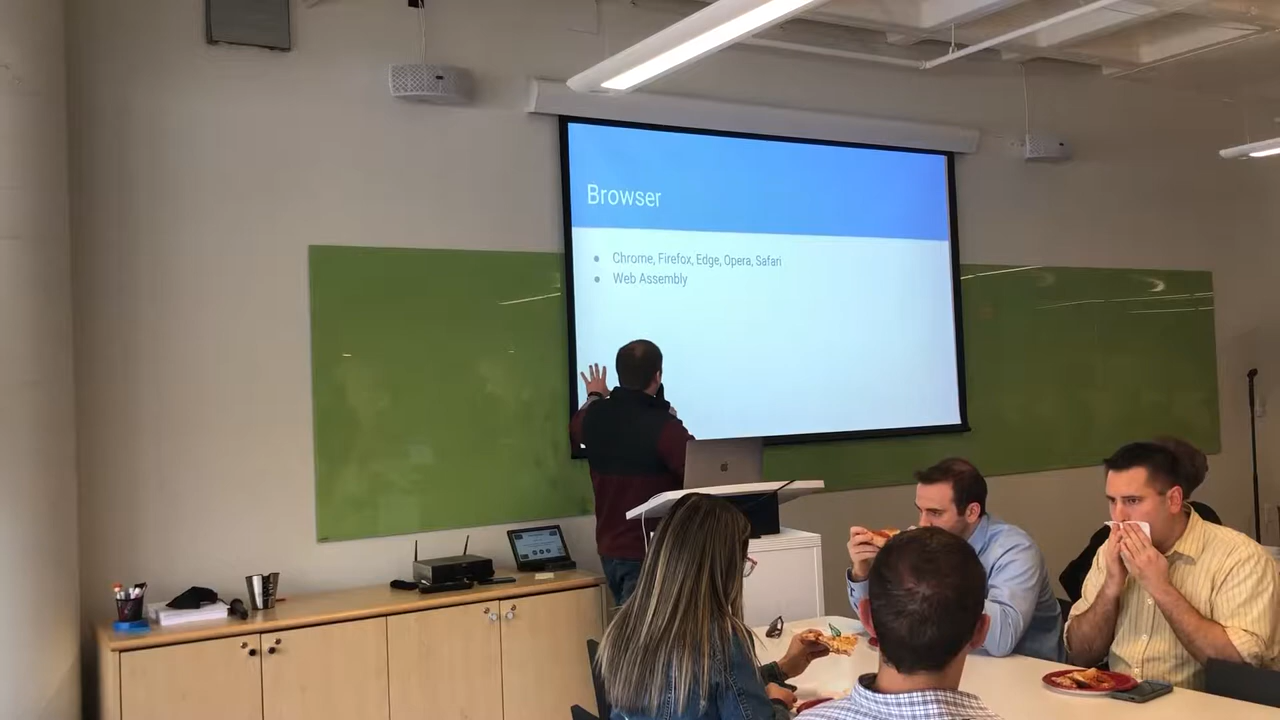 Browser
Chrome, Firefox, Edge, Opera, Safari
Web Assembly